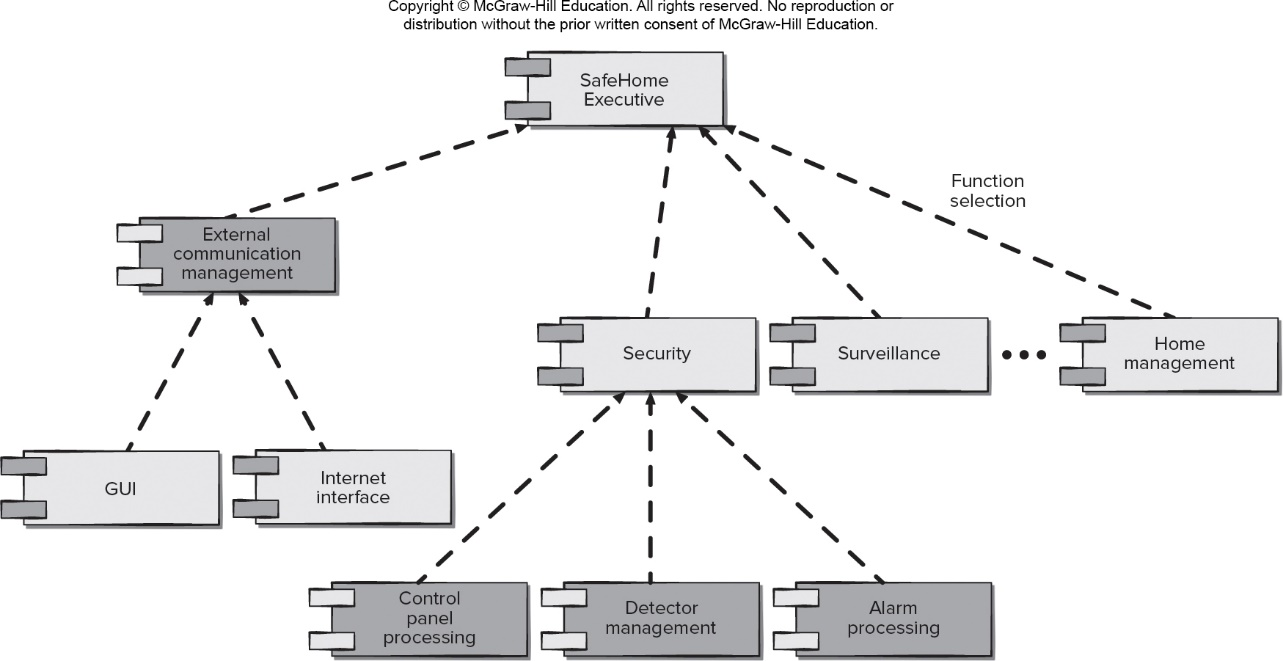 Copyright © McGraw-Hill Education. All rights reserved. No reproduction or
distribution without the prior written consent of McGraw-Hill Education.
SafeHome
Executive
Function
selection
External
communication
management
Security
Surveillance
Home
management
GUI
Internet
interface
Control
panel
processing
Detector
management
Alarm
processing